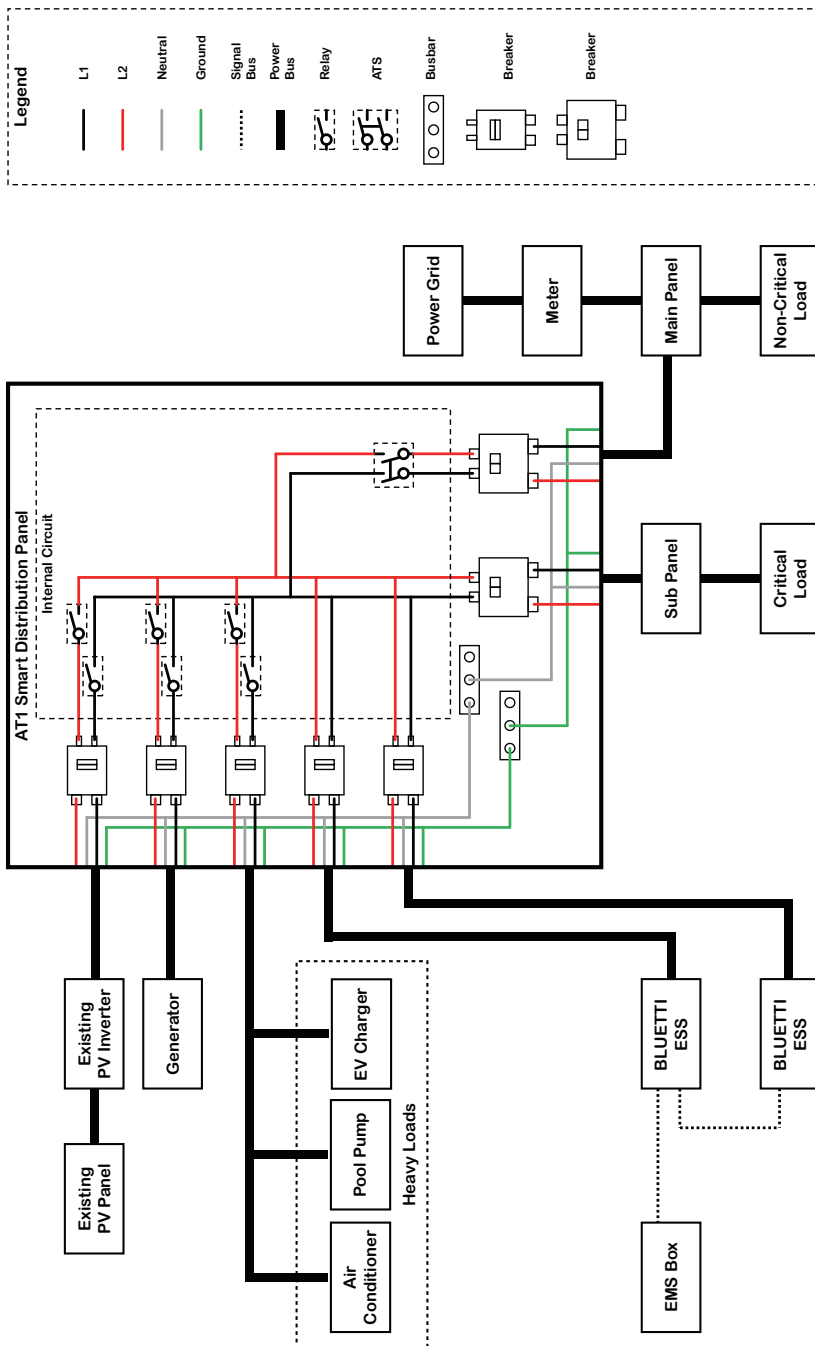 Legend
L1
L2
Neutral
Ground
Signal
Bus
Power
Bus
Relay
ATS
Busbar
Breaker
Breaker
Power Grid
Meter
Main Panel
Non-Critical
Load
AT1 Smart Distribution Panel
Internal Circuit
Sub Panel
Critical
Load
Existing
PV Inverter
Existing
PV Panel
Generator
EV Charger
Pool Pump
Air
Conditioner
Heavy Loads
BLUETTI
ESS
BLUETTI
ESS
EMS Box